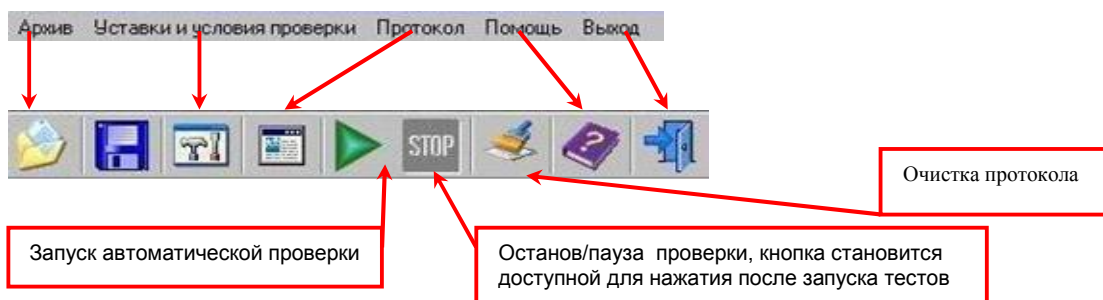 Архив Уставки и условия проверки Протокол Помощь Выход
STOP
?
Очистка протокола
Запуск автоматической проверки
Останов/пауза проверки, кнопка становится
доступной для нажатия после запуска тестов